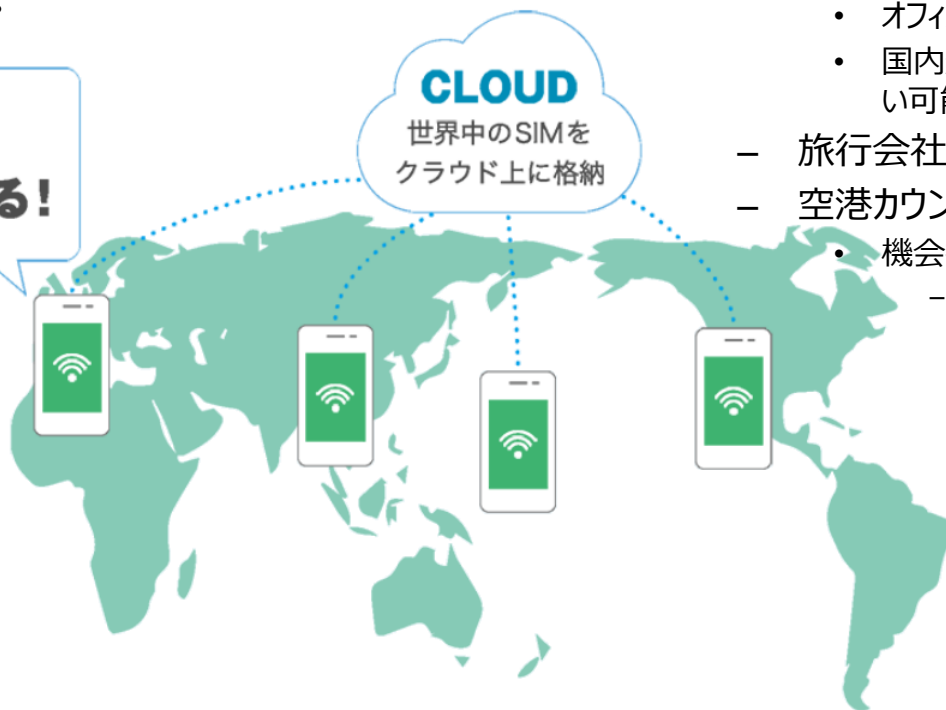 る!
CLOUD
世界中のSIMを
クラウド上に格納
• オフィ
• 国内
い可能
– 旅行会社
– 空港カウン
• 機会
–